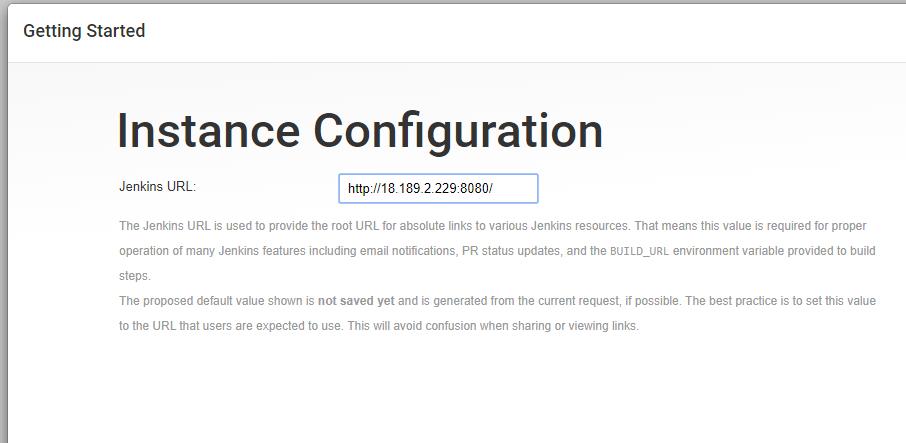 Getting Started
Instance Configuration
Jenkins URL: http://18.189.2.229:8080/
The Jenkins URL is used to provide the root URL for absolute links to various Jenkins resources. That means this value is required for proper
operation of many Jenkins features including email notifications, PR status updates, and the BUILD_URL environment variable provided to build
steps.
The proposed default value shown is not saved yet and is generated from the current request, if possible. The best practice is to set this value
to the URL that users are expected to use. This will avoid confusion when sharing or viewing links.